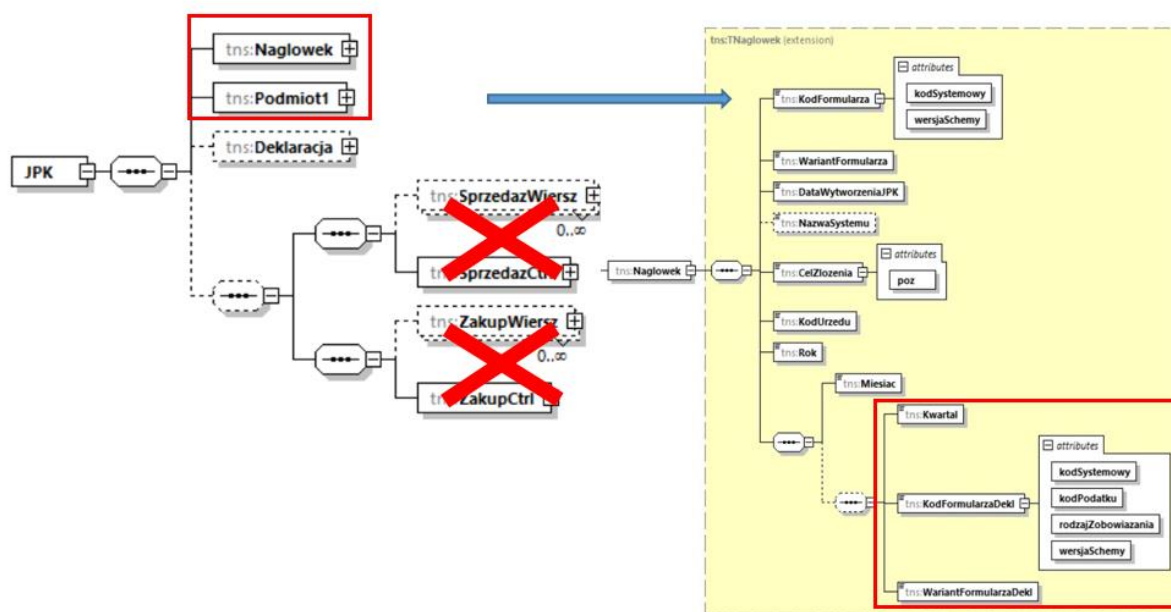 tns:Naglowek
tns:Podmiot1
tns:Deklaracja
JPK
tns:SprzedazWiersz
0..∞
tns:SprzedazCtrl
tns:ZakupWiersz
0..∞
tns:ZakupCtrl
tns:TNaglowek (extension)
tns:Naglowek
tns:KodFormularza
attributes
kodSystemowy
wersjaSchemy
tns:WariantFormularza
tns:DataWytworzeniaJPK
tns:NazwaSystemu
tns:CelZlozenia
attributes
poz
tns:KodUrzedu
tns:Rok
tns:Miesiac
tns:Kwartal
tns:KodFormularzaDekl
attributes
kodSystemowy
kodPodatku
rodzajZobowiazania
wersjaSchemy
tns:WariantFormularzaDekl